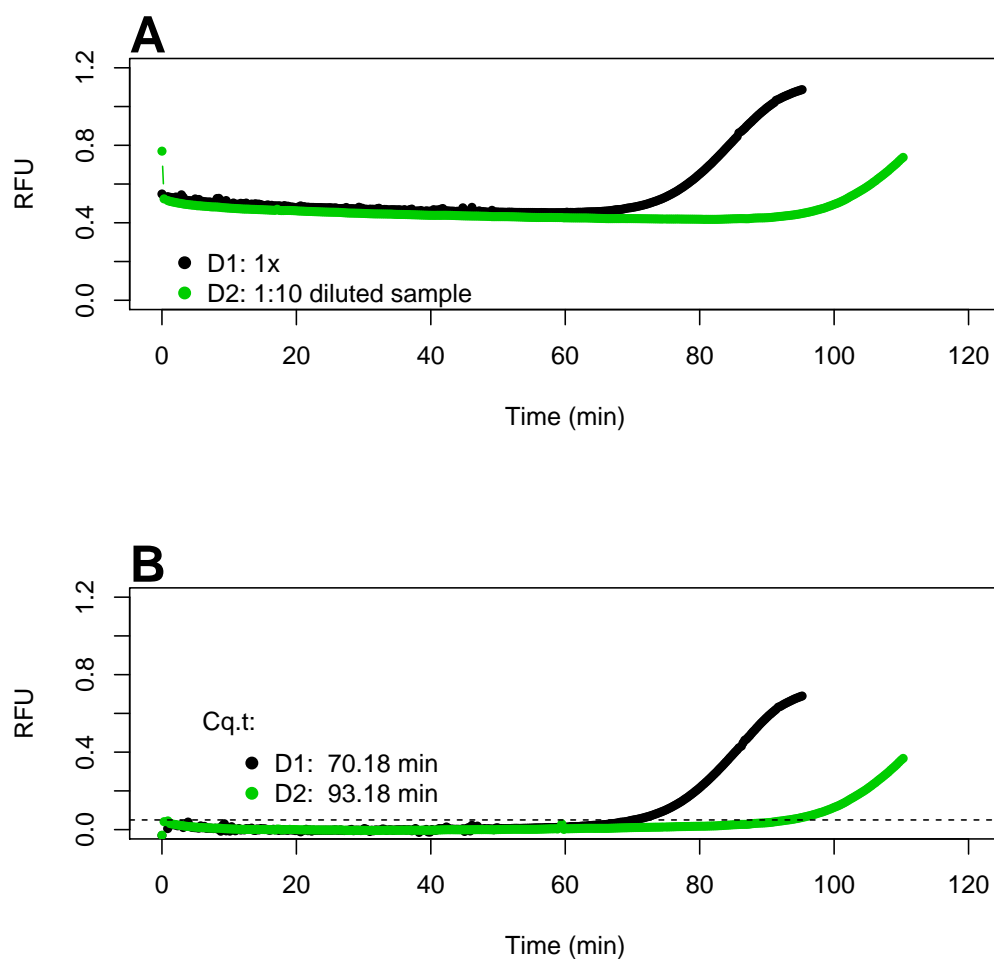 A
1.2
0.8
0.4
0.0
RFU
D1: 1x
D2: 1:10 diluted sample
0 20 40 60 80 100 120
Time (min)
B
1.2
0.8
0.4
0.0
RFU
Cq.t:
D1: 70.18 min
D2: 93.18 min
0 20 40 60 80 100 120
Time (min)